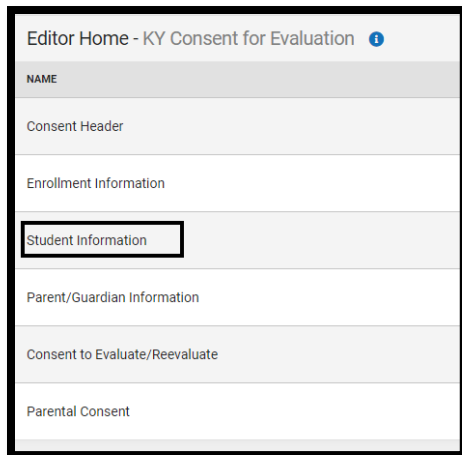 Editor Home - KY Consent for Evaluation
NAME
Consent Header
Enrollment Information
Student Information
Parent/Guardian Information
Consent to Evaluate/Reevaluate
Parental Consent